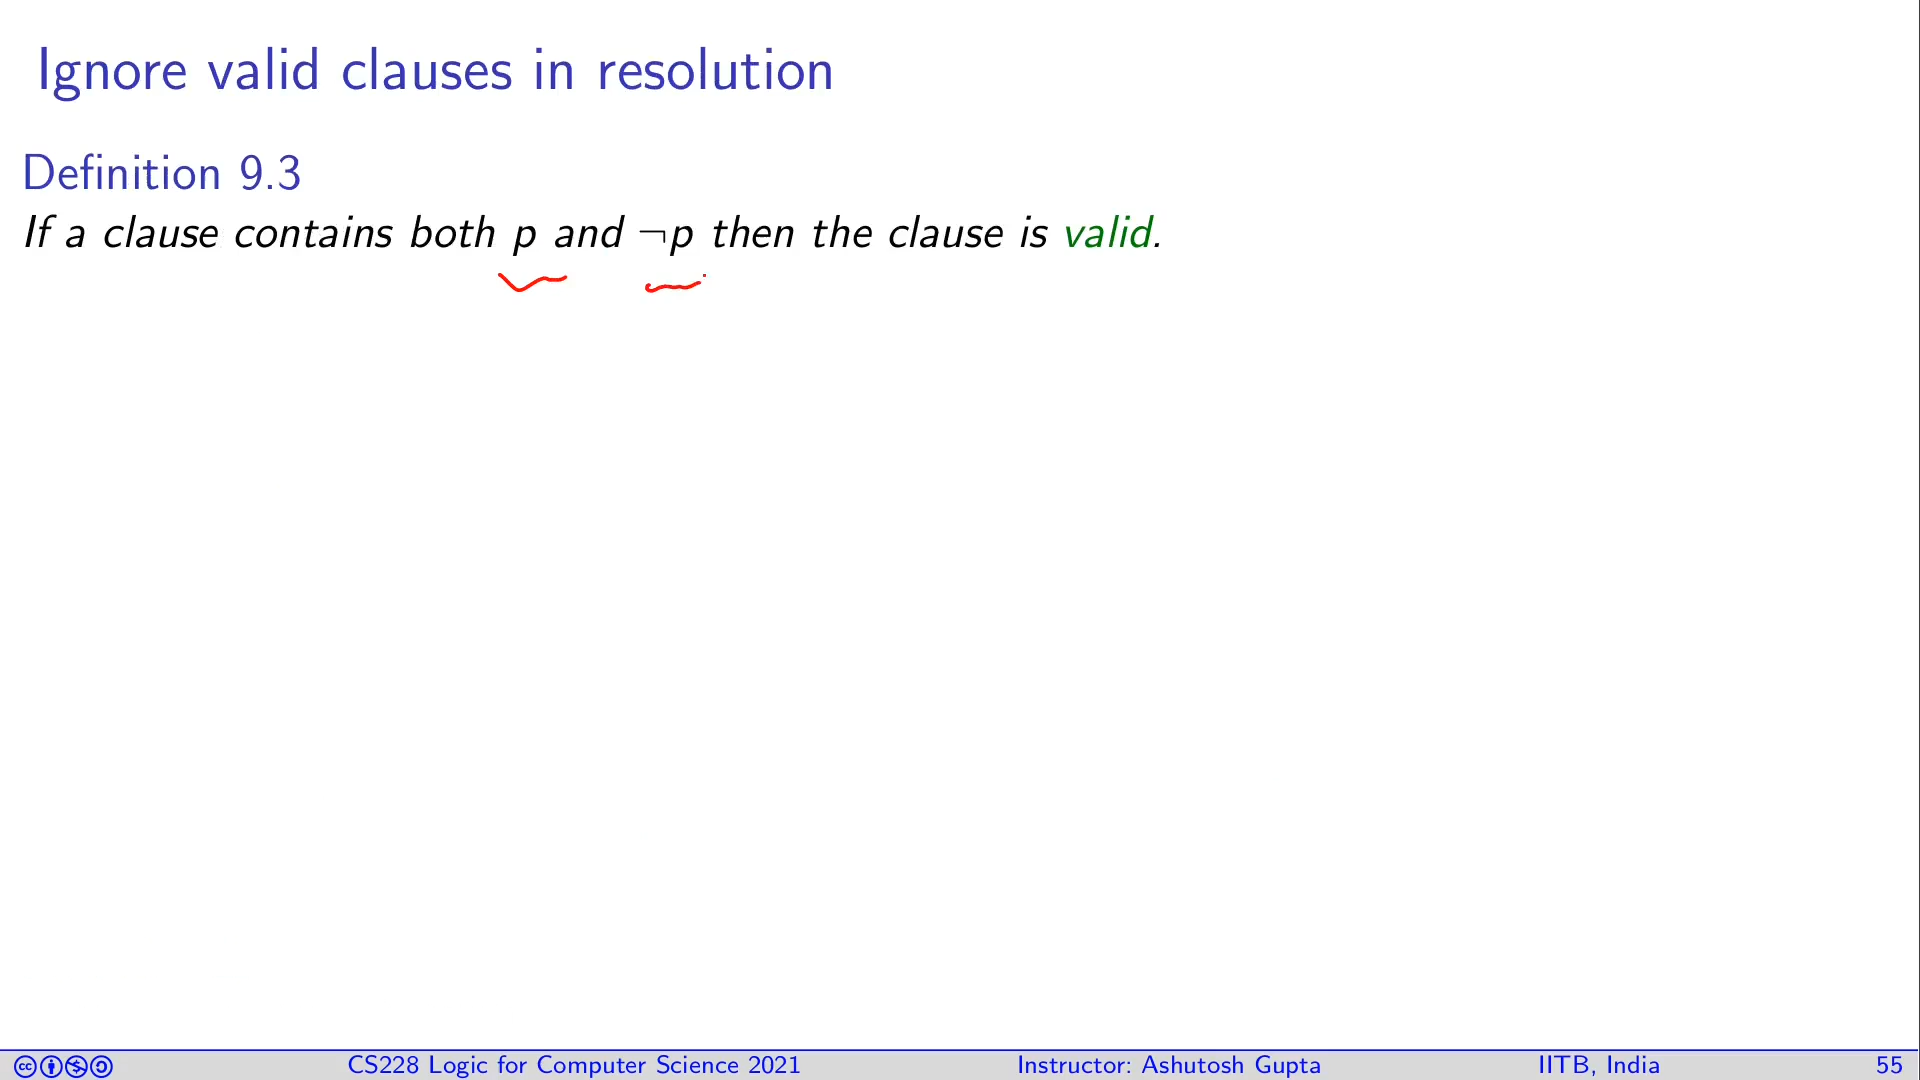 Ignore valid clauses in resolution
Definition 9.3
If a clause contains both p and ¬p then the clause is valid.
CS228 Logic for Computer Science 2021 Instructor: Ashutosh Gupta IITB, India 55